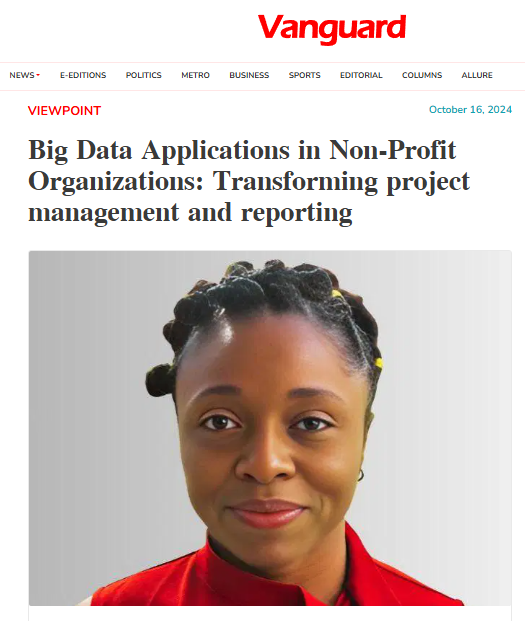 Vanguard
NEWS E-EDITIONS POLITICS METRO BUSINESS SPORTS EDITORIAL COLUMNS ALLURE
VIEWPOINT October 16, 2024
Big Data Applications in Non-Profit
Organizations: Transforming project
management and reporting